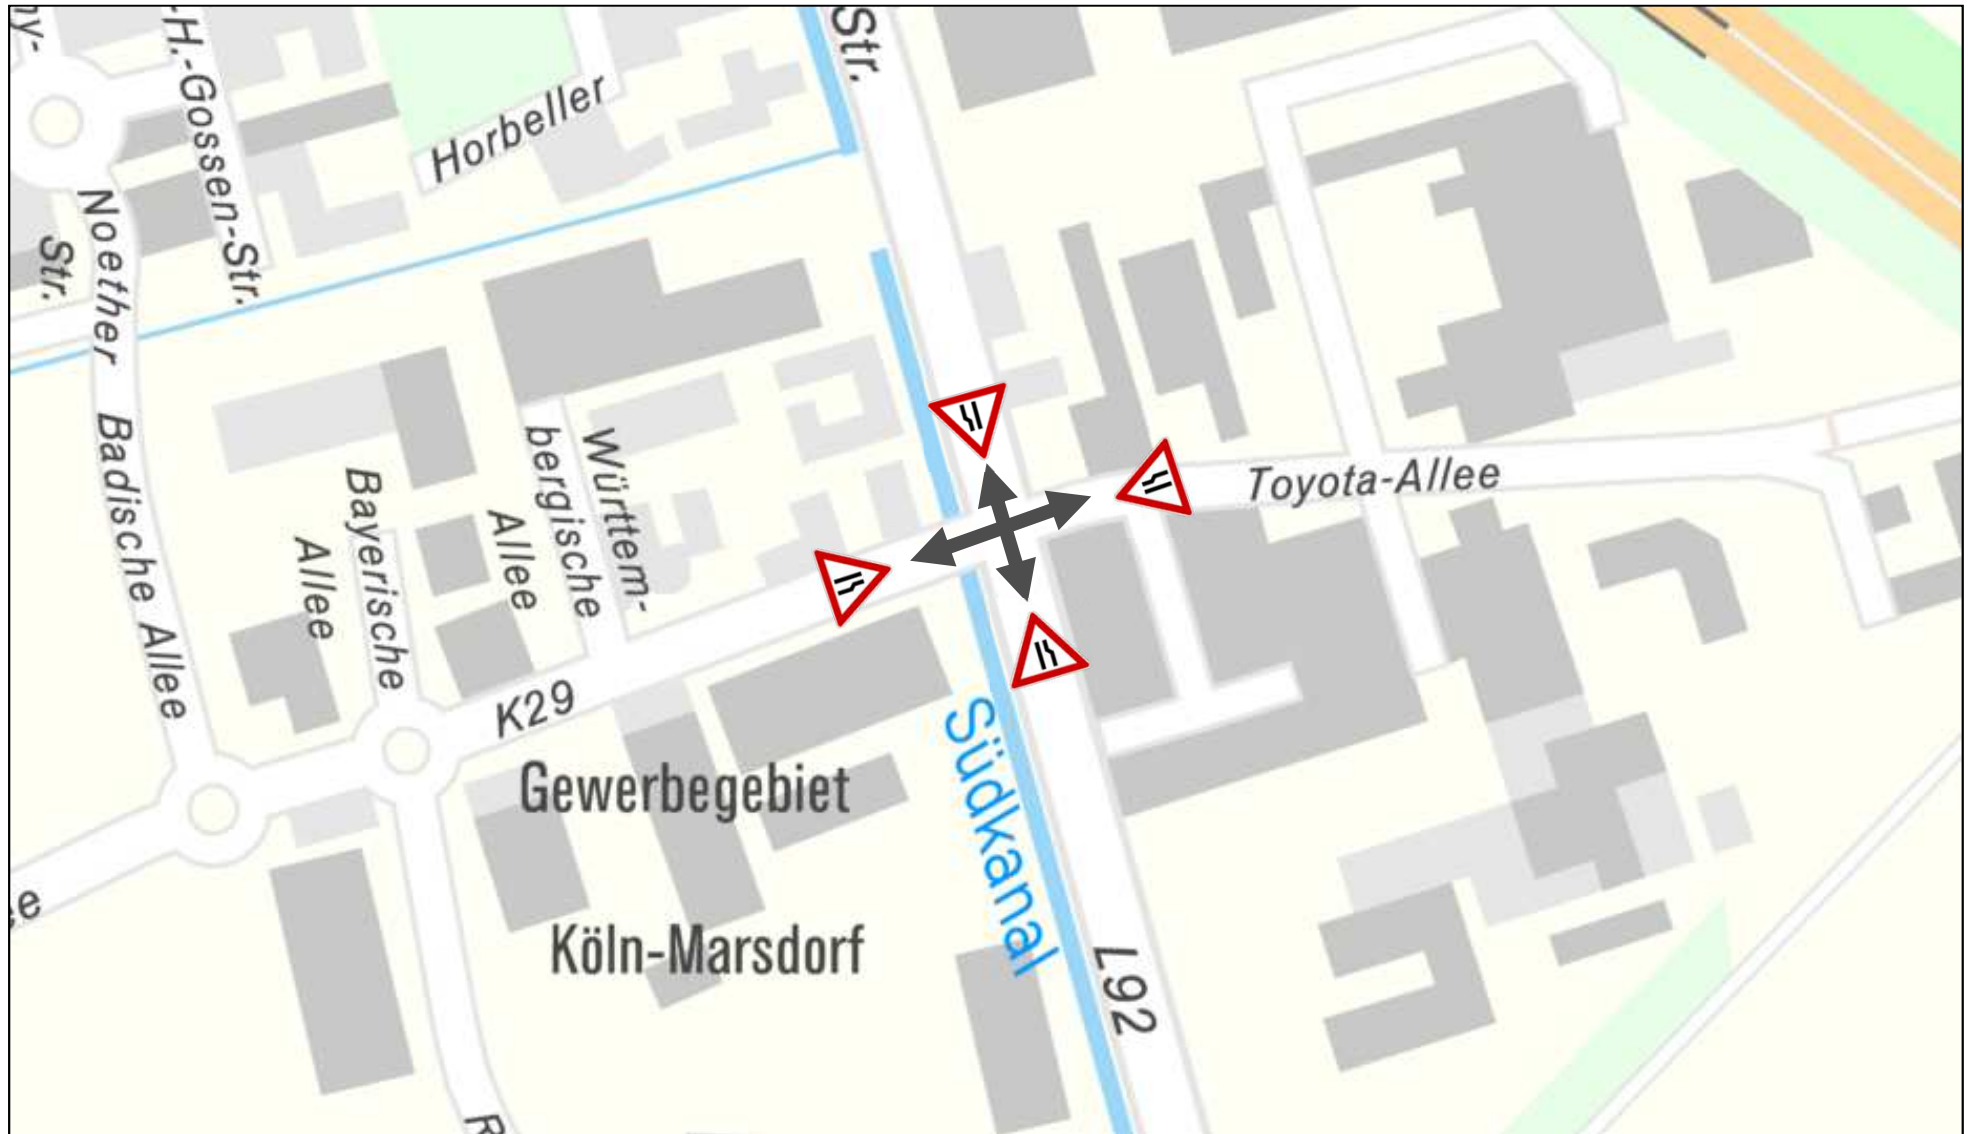 Str.
H.-Gossen-Str.
Horbeller
Noether
Str.
Badische Allee
Bayerische
Allee
Württem-
bergische
Allee
Toyota-Allee
K29
Gewerbegebiet
Köln-Marsdorf
Südkanal
L92